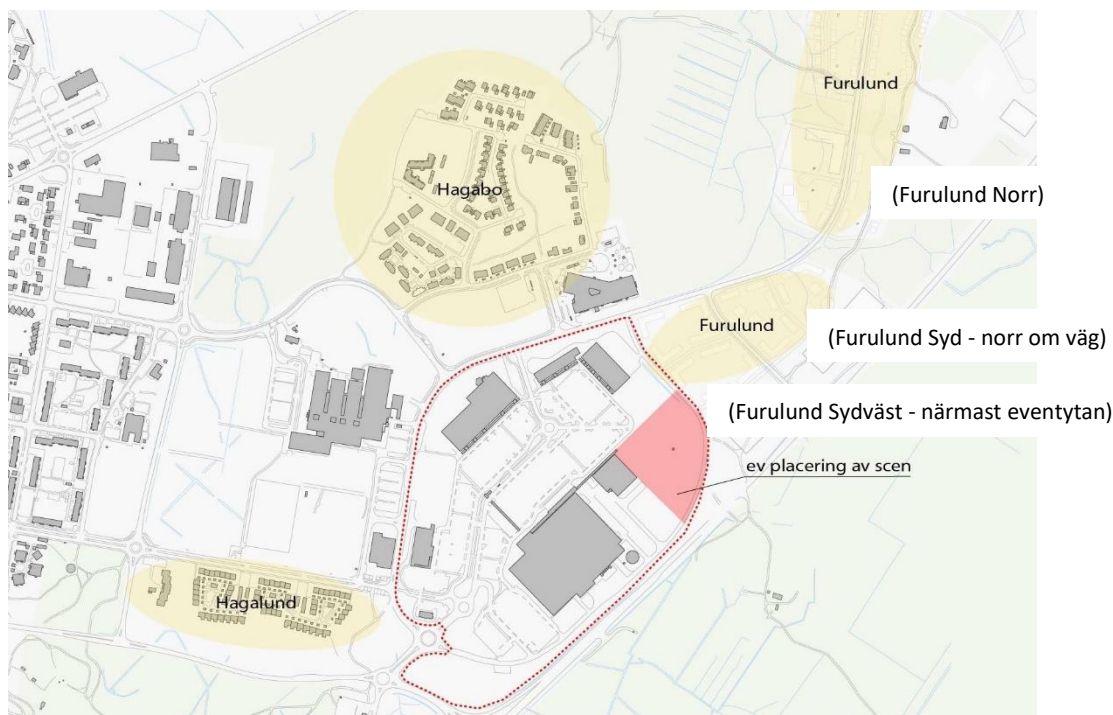 Furulund
(Furulund Norr)
Hagabo
Furulund
(Furulund Syd - norr om väg)
(Furulund Sydväst - närmast eventytan)
ev placering av scen
Hagalund